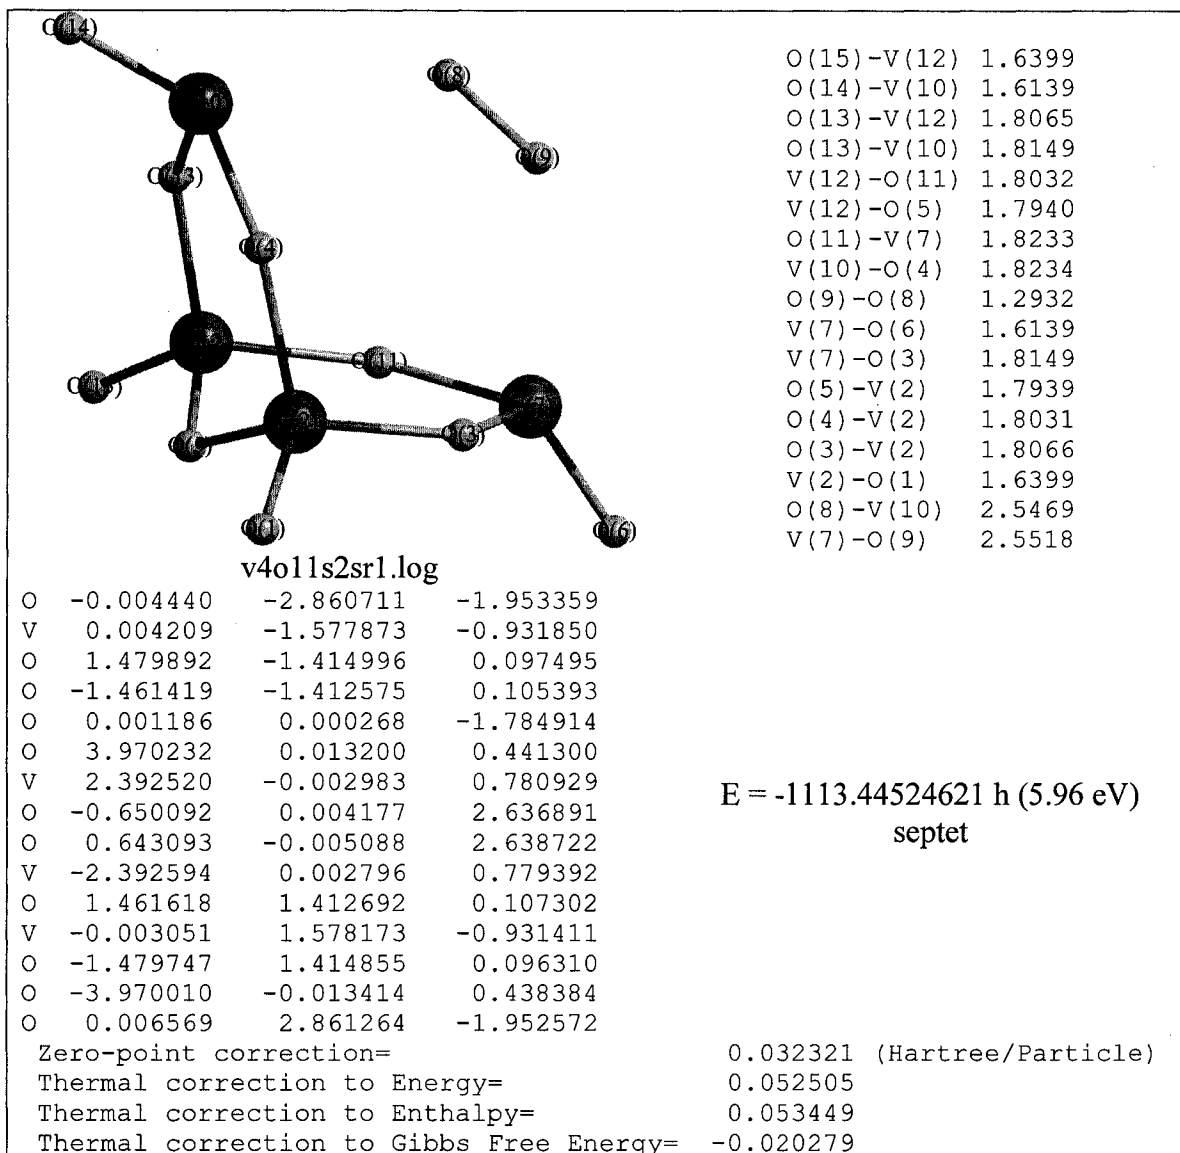 O(14)
O(8)
O(9)
O(13)
O(4)
O(11)
O(3)
O(1)
O(6)
O(15)-V(12) 1.6399
O(14)-V(10) 1.6139
O(13)-V(12) 1.8065
O(13)-V(10) 1.8149
V(12)-O(11) 1.8032
V(12)-O(5) 1.7940
O(11)-V(7) 1.8233
V(10)-O(4) 1.8234
O(9)-O(8) 1.2932
V(7)-O(6) 1.6139
V(7)-O(3) 1.8149
O(5)-V(2) 1.7939
O(4)-V(2) 1.8031
O(3)-V(2) 1.8066
V(2)-O(1) 1.6399
O(8)-V(10) 2.5469
V(7)-O(9) 2.5518
v4o11s2sr1.log
O -0.004440 -2.860711 -1.953359
V 0.004209 -1.577873 -0.931850
O 1.479892 -1.414996 0.097495
O -1.461419 -1.412575 0.105393
O 0.001186 0.000268 -1.784914
O 3.970232 0.013200 0.441300
V 2.392520 -0.002983 0.780929
O -0.650092 0.004177 2.636891
O 0.643093 -0.005088 2.638722
V -2.392594 0.002796 0.779392
O 1.461618 1.412692 0.107302
V -0.003051 1.578173 -0.931411
O -1.479747 1.414855 0.096310
O -3.970010 -0.013414 0.438384
O 0.006569 2.861264 -1.952572
E = -1113.44524621 h (5.96 eV)
septet
Zero-point correction= 0.032321 (Hartree/Particle)
Thermal correction to Energy= 0.052505
Thermal correction to Enthalpy= 0.053449
Thermal correction to Gibbs Free Energy= -0.020279